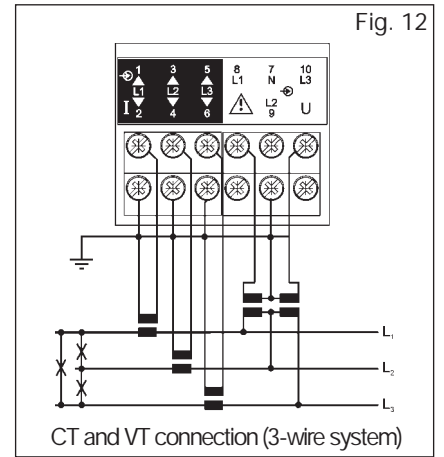 Fig. 12
1 3 5 8 7 10
L1 N L3
L1 L2 L3
I L2 U
2 4 6 9
L1
L2
L3
CT and VT connection (3-wire system)